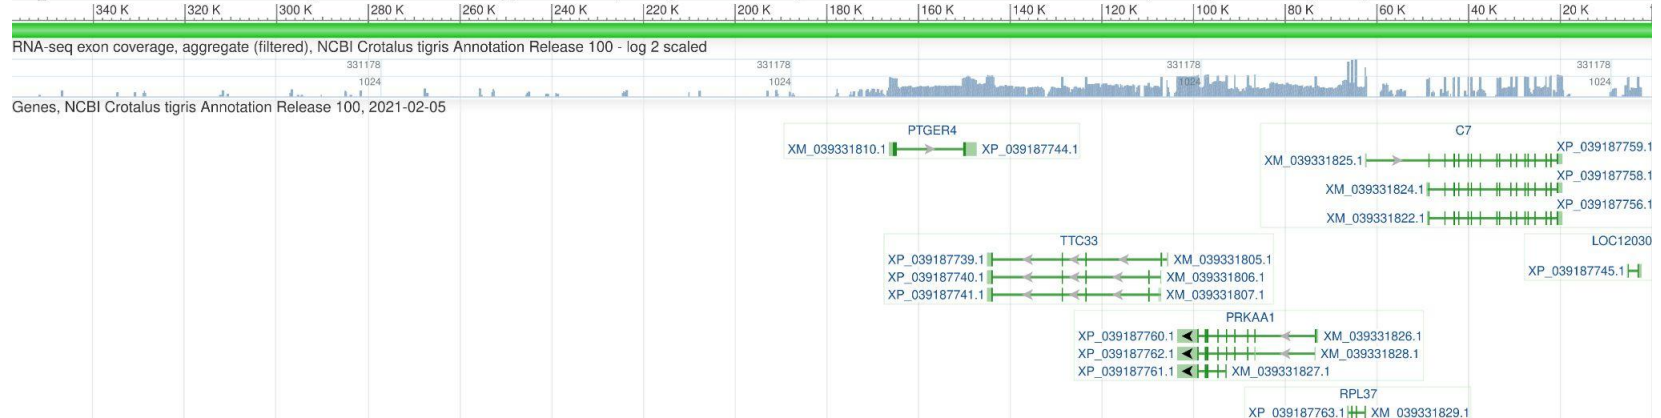 340 K 320 K 300 K 280 K 260 K 240 K 220 K 200 K 180 K 160 K 140 K 120 K 100 K 80 K 60 K 40 K 20 K 1
RNA-seq exon coverage, aggregate (filtered), NCBI Crotalus tigris Annotation Release 100 - log 2 scaled
331178 331178 331178 331178
1024 1024 1024 1024
Genes, NCBI Crotalus tigris Annotation Release 100, 2021-02-05
PTGER4 C7
XM_039331810.1 XP_039187744.1 XP_039187759.1
XM_039331825.1
XP_039187758.1
XM_039331824.1
XP_039187756.1
XM_039331822.1
TTC33 LOC12030
XP_039187739.1 XM_039331805.1
XP_039187745.1
XP_039187740.1 XM_039331806.1
XP_039187741.1 XM_039331807.1
PRKAA1
XP_039187760.1 XM_039331826.1
XP_039187762.1 XM_039331828.1
XP_039187761.1 XM_039331827.1
RPL37
XP_039187763.1 XM_039331829.1